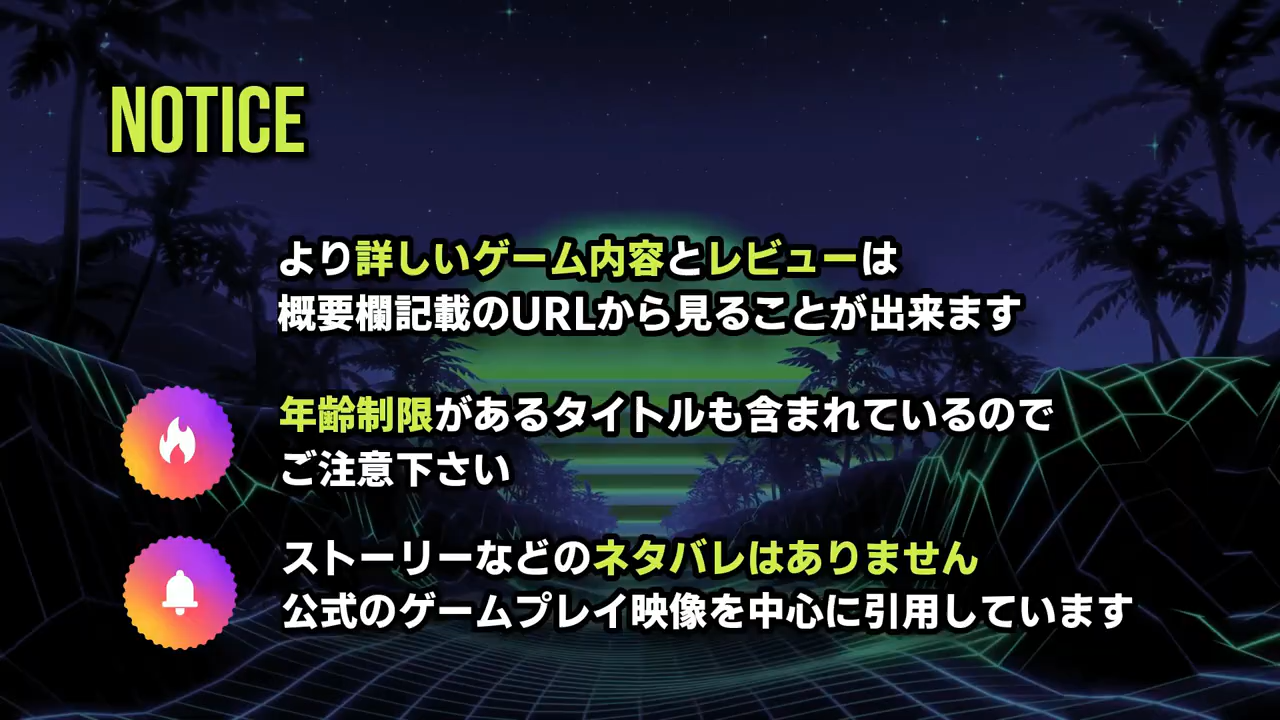 NOTICE
より詳しいゲーム内容とレビューは
概要欄記載のURLから見ることが出来ます
年齢制限があるタイトルも含まれているので
ご注意下さい
ストーリーなどのネタバレはありません
公式のゲームプレイ映像を中心に引用しています